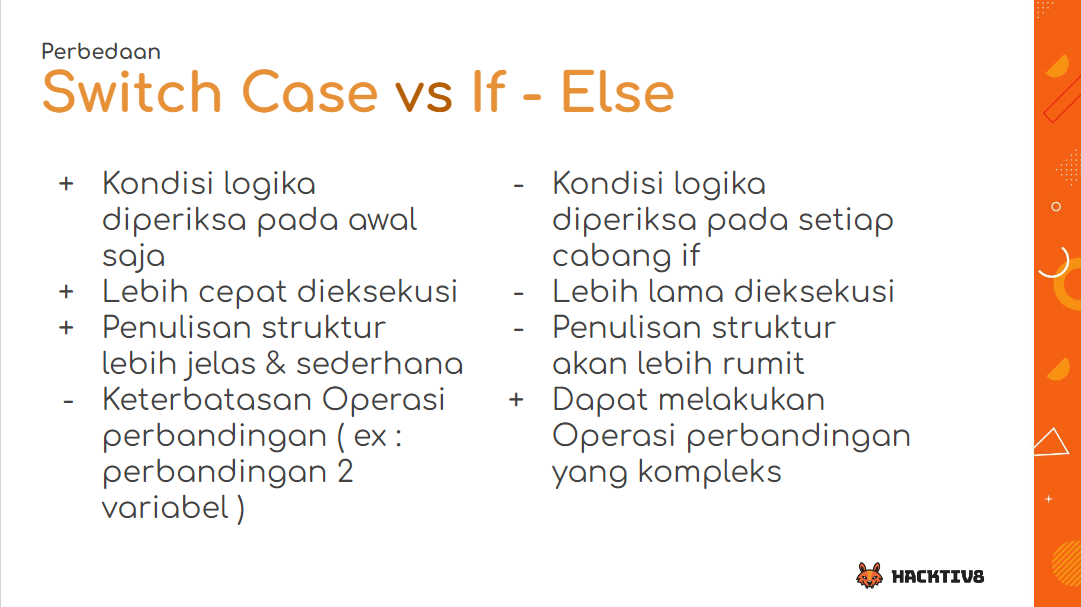 Perbedaan
Switch Case vs If - Else
+ Kondisi logika
diperiksa pada awal
saja
+ Lebih cepat dieksekusi
+ Penulisan struktur
lebih jelas & sederhana
- Keterbatasan Operasi
perbandingan ( ex :
perbandingan 2
variabel )
- Kondisi logika
diperiksa pada setiap
cabang if
- Lebih lama dieksekusi
- Penulisan struktur
akan lebih rumit
+ Dapat melakukan
Operasi perbandingan
yang kompleks
HACKTIV8